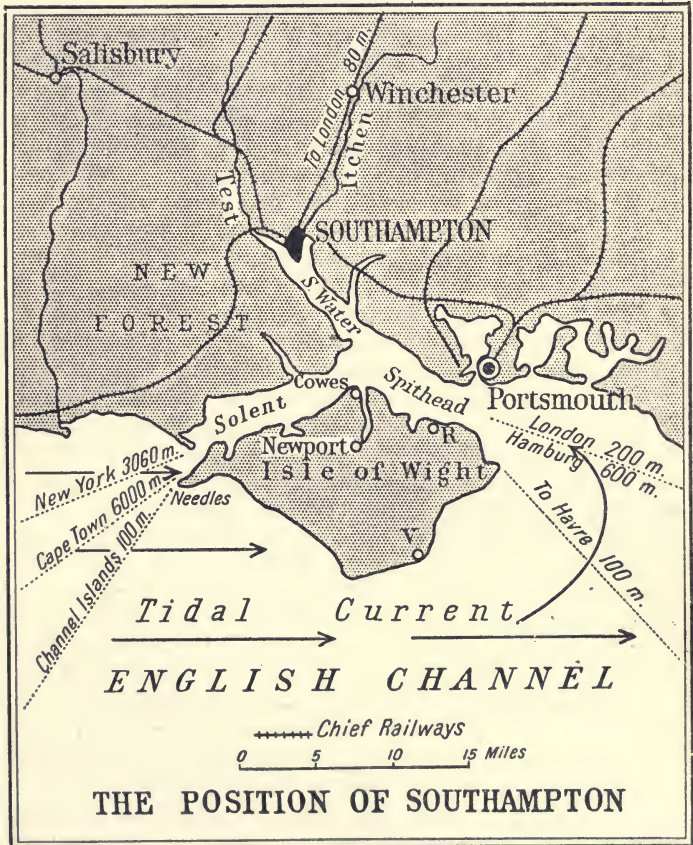 Salisbury
To London 80 m.
Winchester
Itchen
Test
SOUTHAMPTON
NEW
FOREST
S. Water
Cowes
Spithead
Solent
Portsmouth
R
Newport
Isle of Wight
London 200 m.
Hamburg 600 m.
New York 3060 m.
Needles
Cape Town 6000 m.
To Havre 100 m.
Channel Islands 100 m.
V
Tidal Current
ENGLISH CHANNEL
Chief Railways
0 5 10 15 Miles
THE POSITION OF SOUTHAMPTON